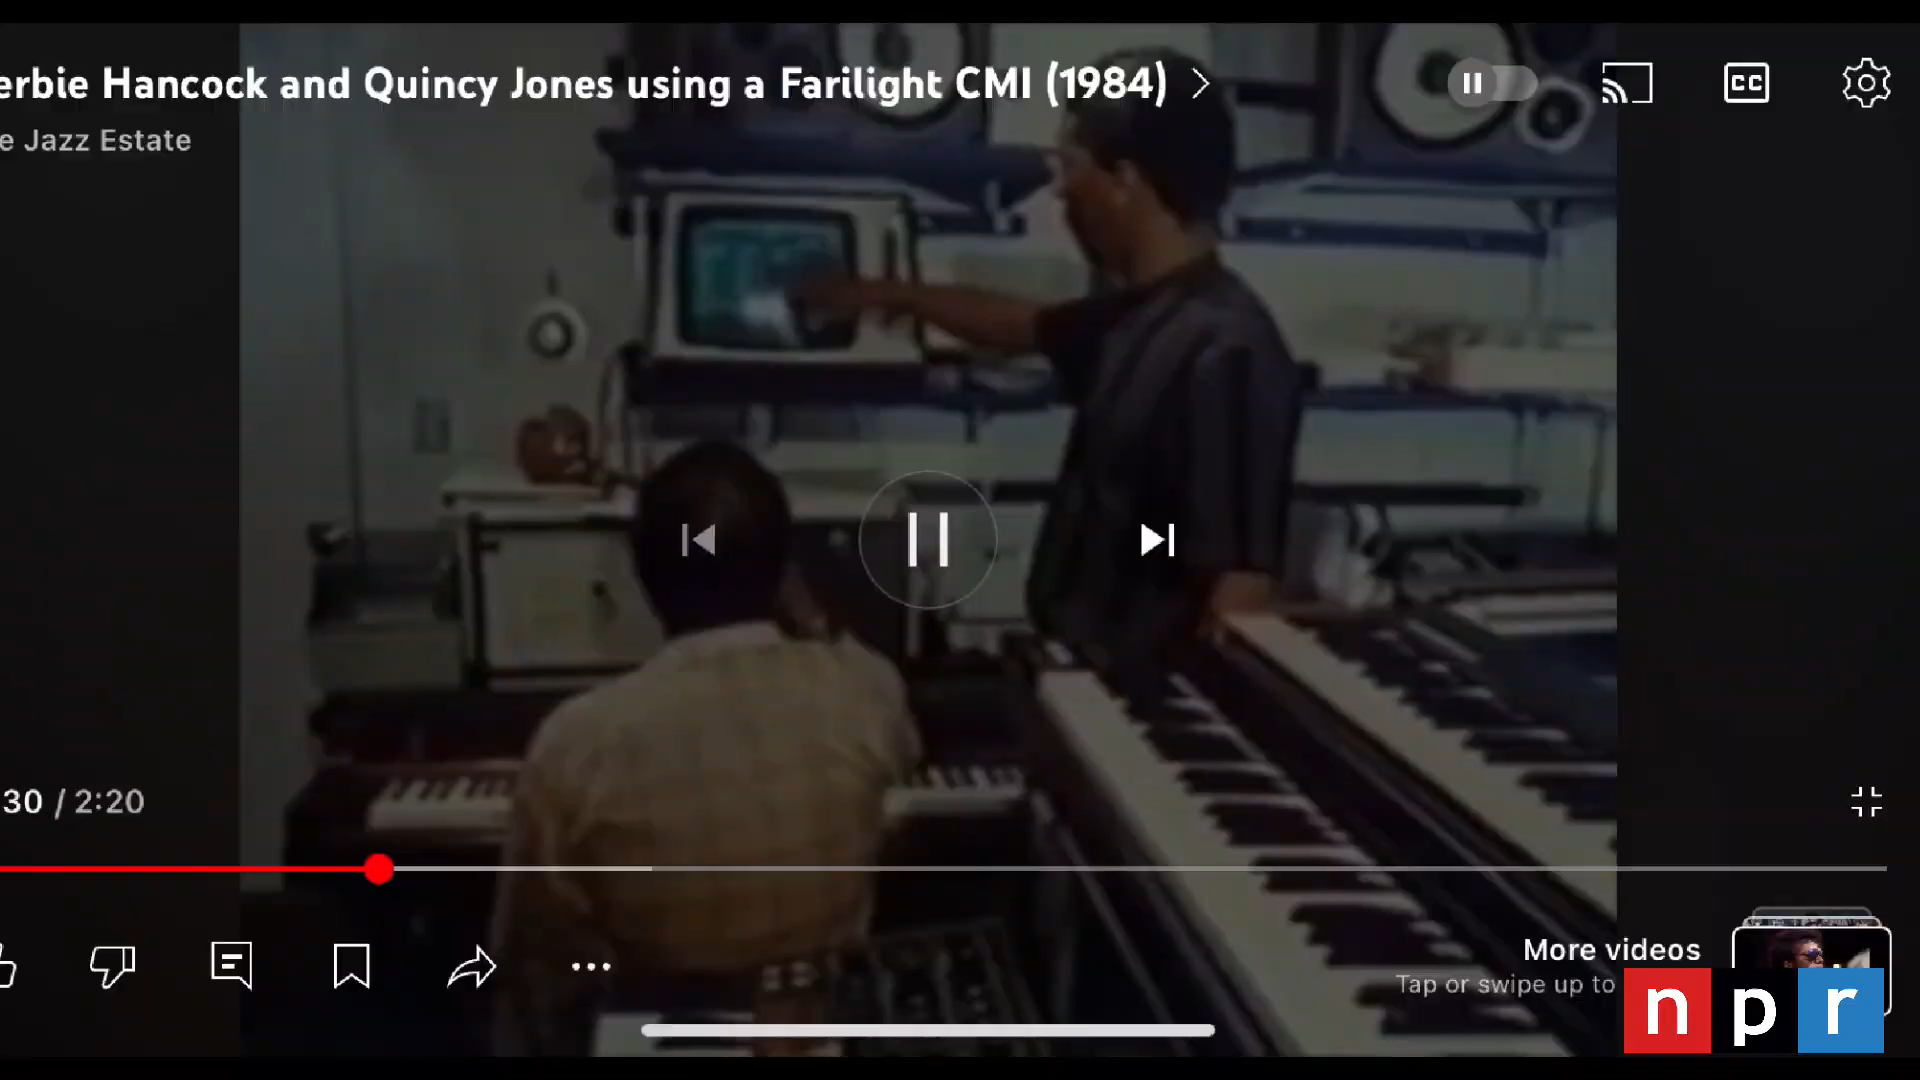 erbie Hancock and Quincy Jones using a Farilight CMI (1984)
e Jazz Estate
CC
30 / 2:20
More videos
Tap or swipe up to
npr